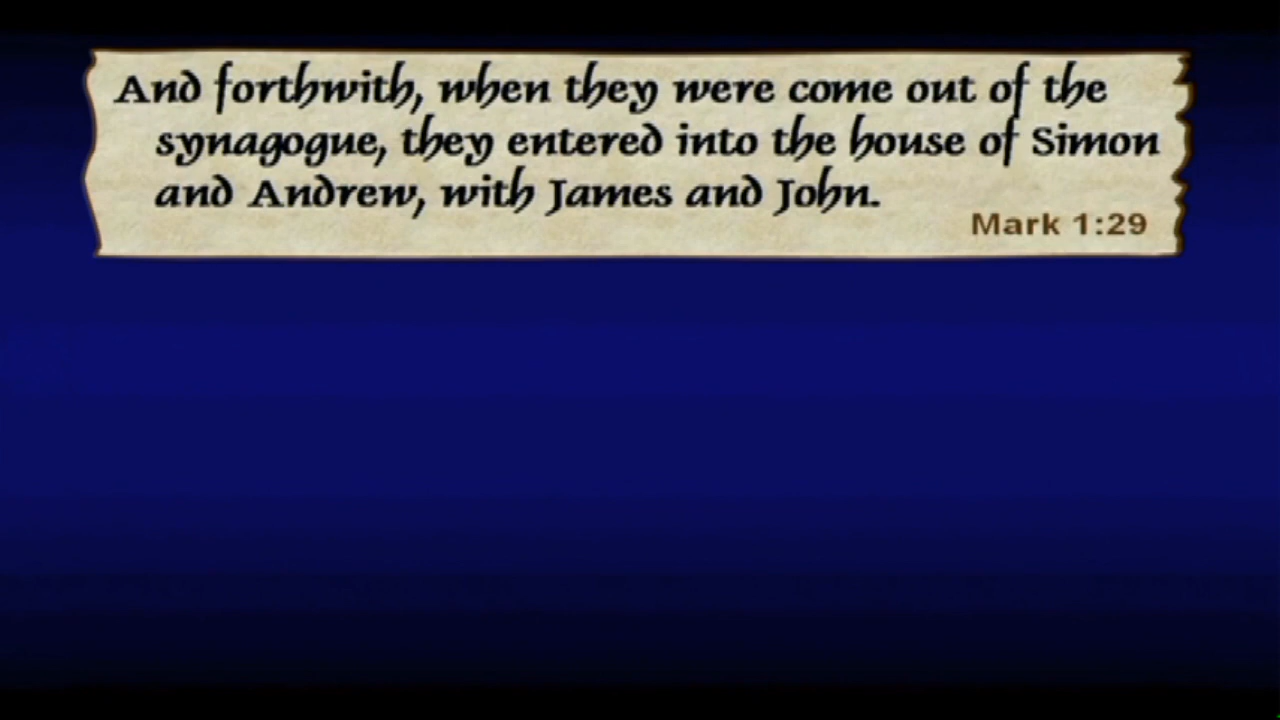 And forthwith, when they were come out of the
synagogue, they entered into the house of Simon
and Andrew, with James and John.
Mark 1:29